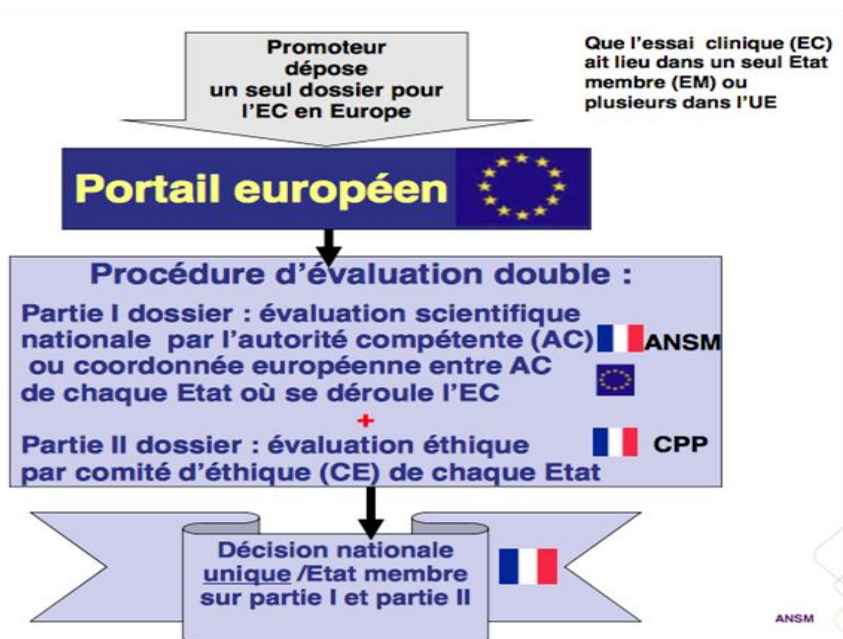 Promoteur
dépose
un seul dossier pour
l'EC en Europe
Que l'essai clinique (EC)
ait lieu dans un seul Etat
membre (EM) ou
plusieurs dans l'UE
Portail européen
Procédure d'évaluation double :
Partie I dossier : évaluation scientifique
nationale par l'autorité compétente (AC)
ou coordonnée européenne entre AC
de chaque Etat où se déroule l'EC
ANSM
+
Partie II dossier : évaluation éthique
par comité d'éthique (CE) de chaque Etat
CPP
Décision nationale
unique /Etat membre
sur partie I et partie II
ANSM